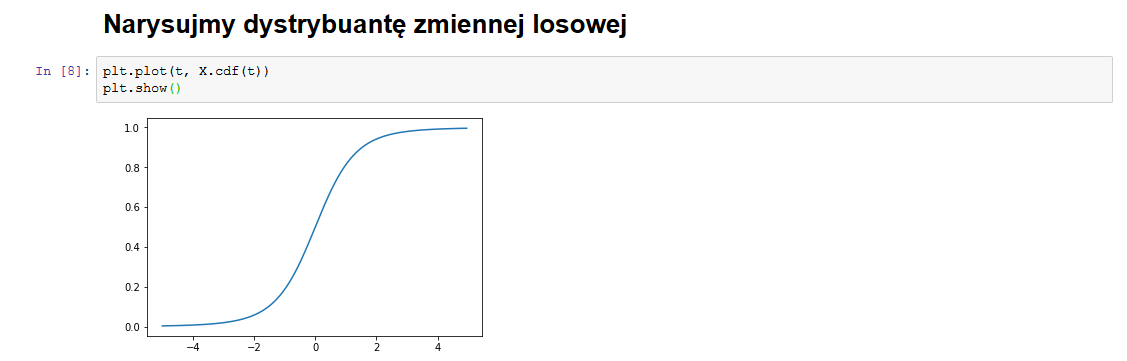 Narysujmy dystrybuantę zmiennej losowej
In [8]: plt.plot(t, X.cdf(t))
plt.show()
1.0
0.8
0.6
0.4
0.2
0.0
−4 −2 0 2 4